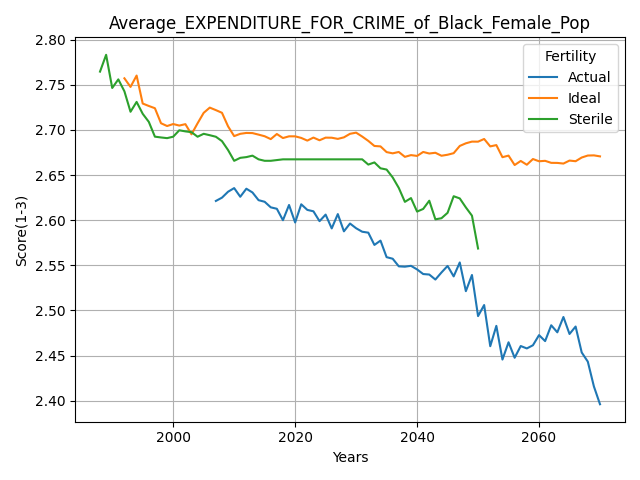 Average_EXPENDITURE_FOR_CRIME_of_Black_Female_Pop
Fertility
Actual
Ideal
Sterile
Score(1-3)
2.80
2.75
2.70
2.65
2.60
2.55
2.50
2.45
2.40
2000 2020 2040 2060
Years